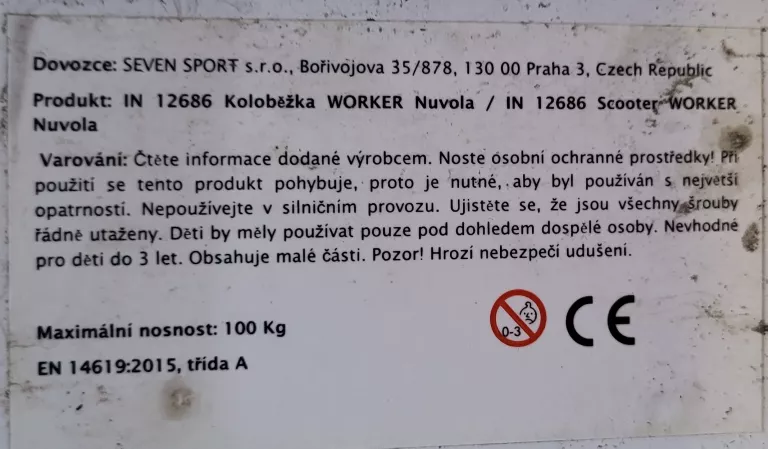 Dovozce: SEVEN SPORT s.r.o., Bořivojova 35/878, 130 00 Praha 3, Czech Republic
Produkt: IN 12686 Koloběžka WORKER Nuvola / IN 12686 Scooter WORKER
Nuvola
Varování: Čtěte informace dodané výrobcem. Noste osobní ochranné prostředky! Při
použití se tento produkt pohybuje, proto je nutné, aby byl používán s největší
opatrností. Nepoužívejte v silničním provozu. Ujistěte se, že jsou všechny šrouby
řádně utaženy. Děti by měly používat pouze pod dohledem dospělé osoby. Nevhodné
pro děti do 3 let. Obsahuje malé části. Pozor! Hrozí nebezpečí udušení.
0-3
CE
Maximální nosnost: 100 Kg
EN 14619:2015, třída A